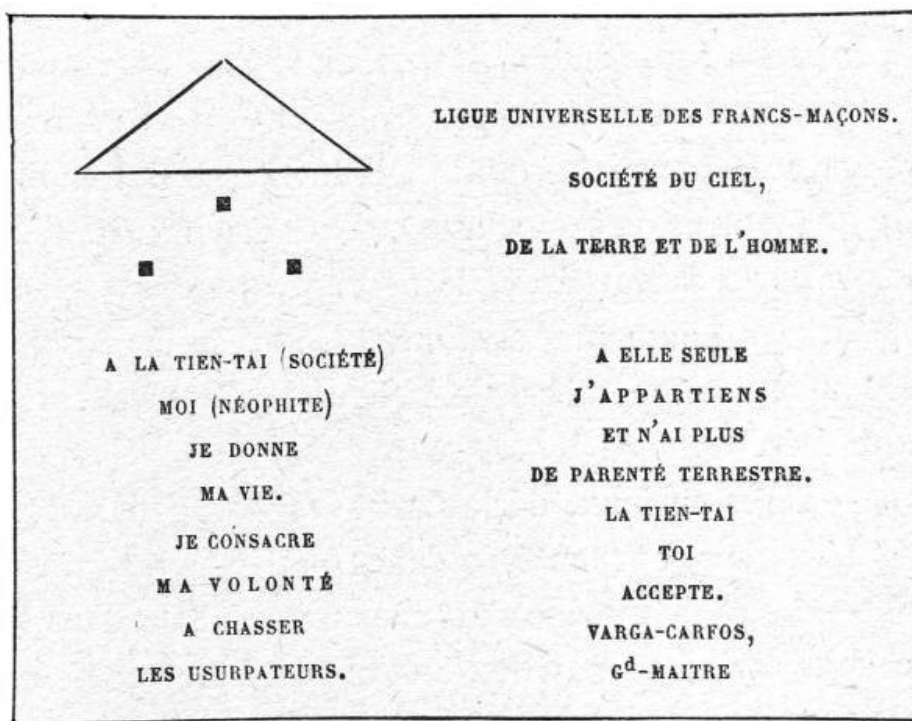 LIGUE UNIVERSELLE DES FRANCS-MAÇONS.
SOCIÉTÉ DU CIEL,
DE LA TERRE ET DE L'HOMME.
A LA TIEN-TAI (SOCIÉTÉ)
MOI (NÉOPHITE)
JE DONNE
MA VIE.
JE CONSACRE
MA VOLONTÉ
A CHASSER
LES USURPATEURS.
A ELLE SEULE
J'APPARTIENS
ET N'AI PLUS
DE PARENTÉ TERRESTRE.
LA TIEN-TAI
TOI
ACCEPTE.
VARGA-CARFOS,
Gd-MAITRE